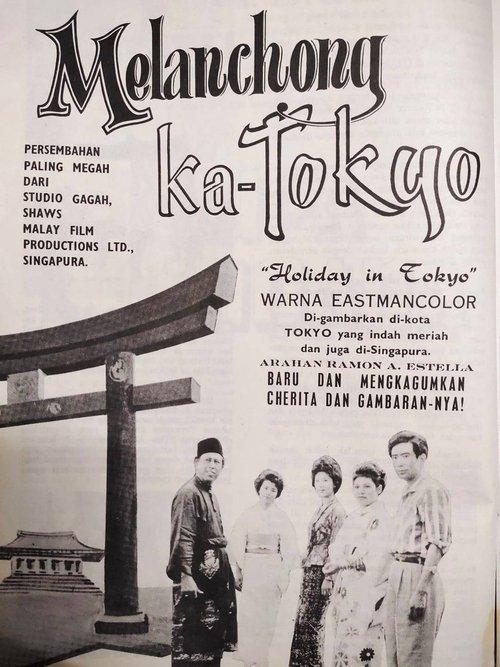 Melanchong
ka-Tokyo
PERSEMBAHAN
PALING MEGAH
DARI
STUDIO GAGAH,
SHAWS
MALAY FILM
PRODUCTIONS LTD.,
SINGAPURA.
"Holiday in Tokyo"
WARNA EASTMANCOLOR
Di-gambarkan di-kota
TOKYO yang indah meriah
dan juga di-Singapura.
ARAHAN RAMON A. ESTELLA
BARU DAN MENGKAGUMKAN
CHERITA DAN GAMBARAN-NYA!